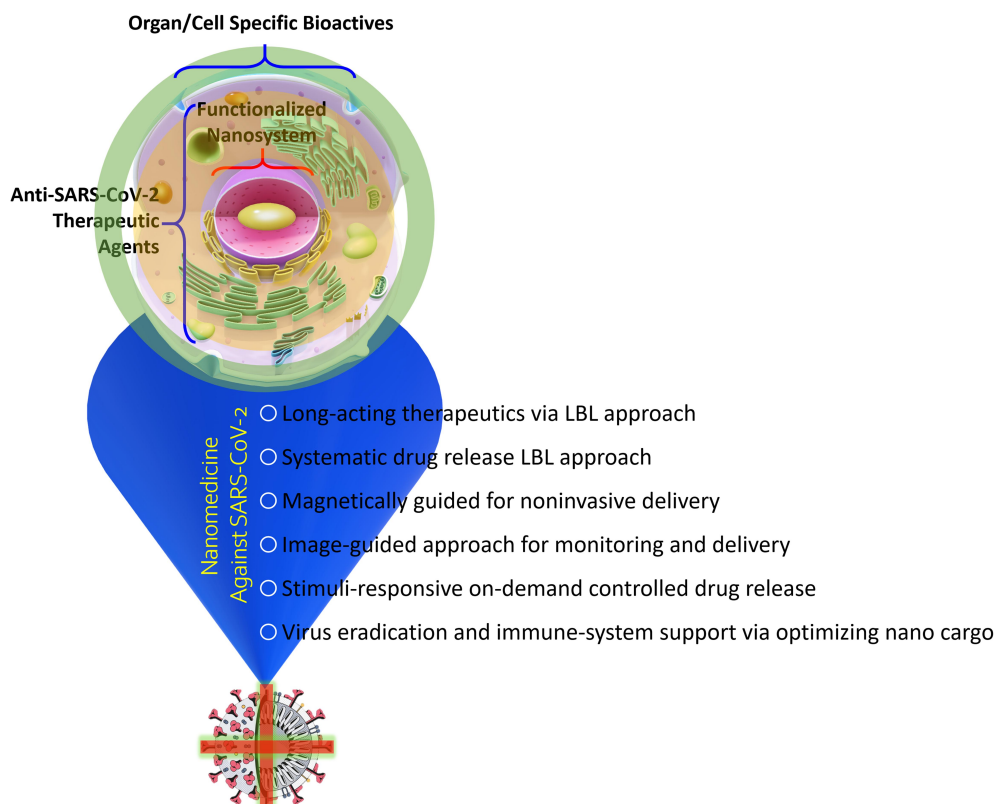 Organ/Cell Specific Bioactives
Functionalized
Nanosystem
Anti-SARS-CoV-2
Therapeutic
Agents
Nanomedicine
Against SARS-CoV-2
Long-acting therapeutics via LBL approach
Systematic drug release LBL approach
Magnetically guided for noninvasive delivery
Image-guided approach for monitoring and delivery
Stimuli-responsive on-demand controlled drug release
Virus eradication and immune-system support via optimizing nano cargo